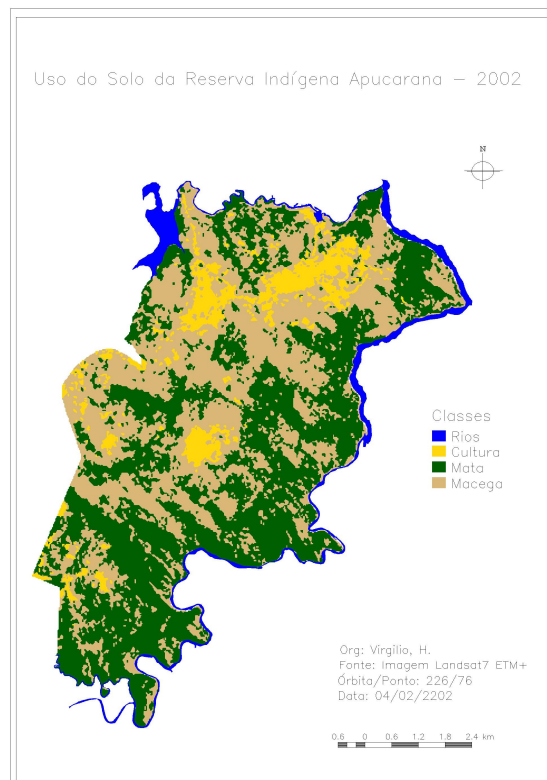 Uso do Solo da Reserva Indígena Apucarana – 2002
N
Classes
Rios
Cultura
Mata
Macega
Org: Virgílio, H.
Fonte: Imagem Landsat7 ETM+
Órbita/Ponto: 226/76
Data: 04/02/2202
0.6 0 0.6 1.2 1.8 2.4 km